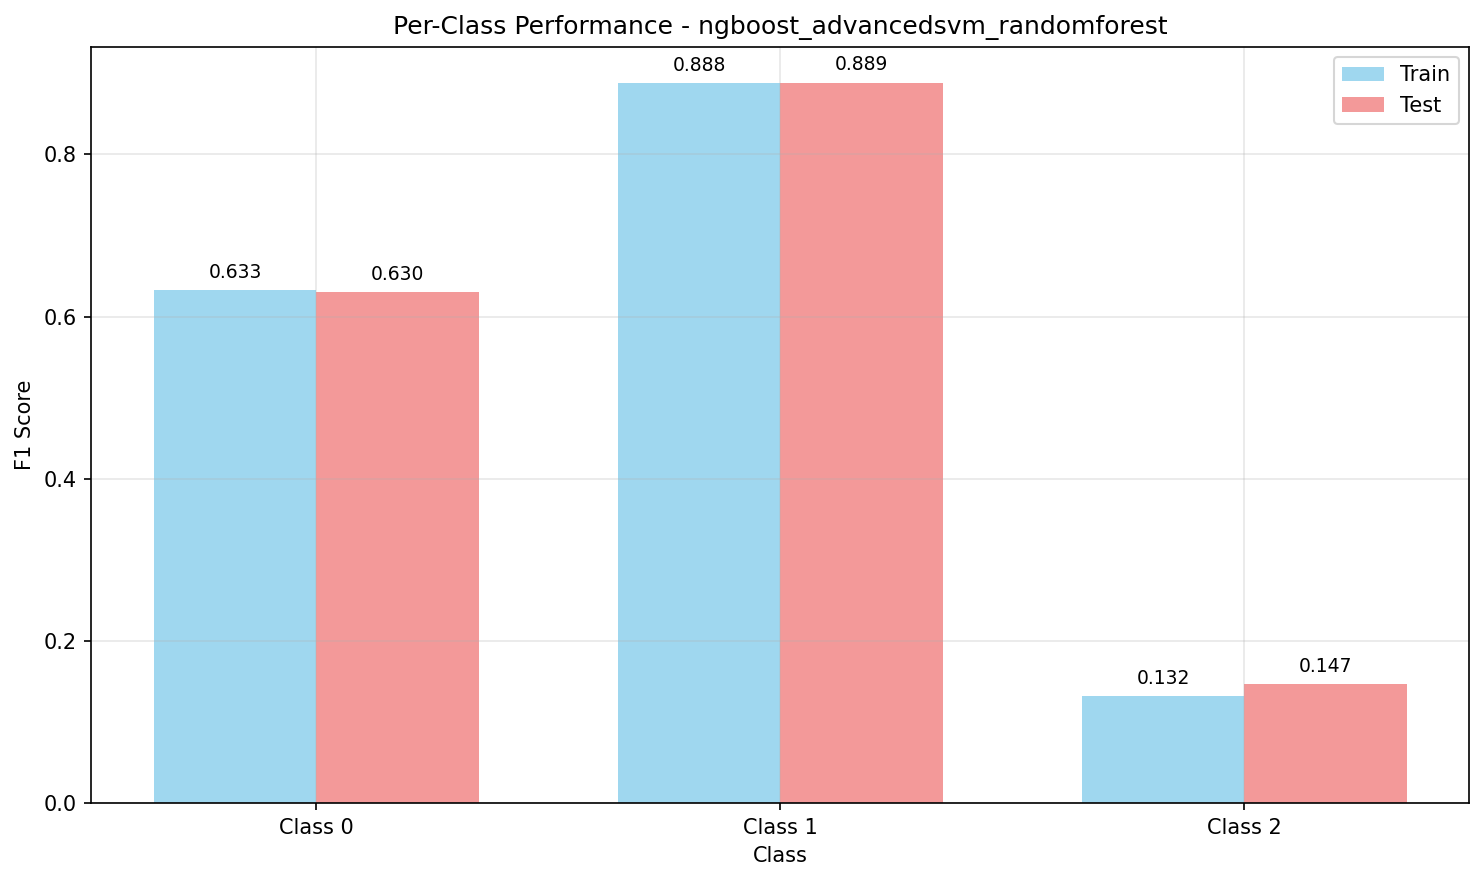 Per-Class Performance - ngboost_advancedsvm_randomforest
Train
Test
0.888
0.889
0.633
0.630
0.132
0.147
0.8
0.6
0.4
0.2
0.0
F1 Score
Class 0
Class 1
Class 2
Class